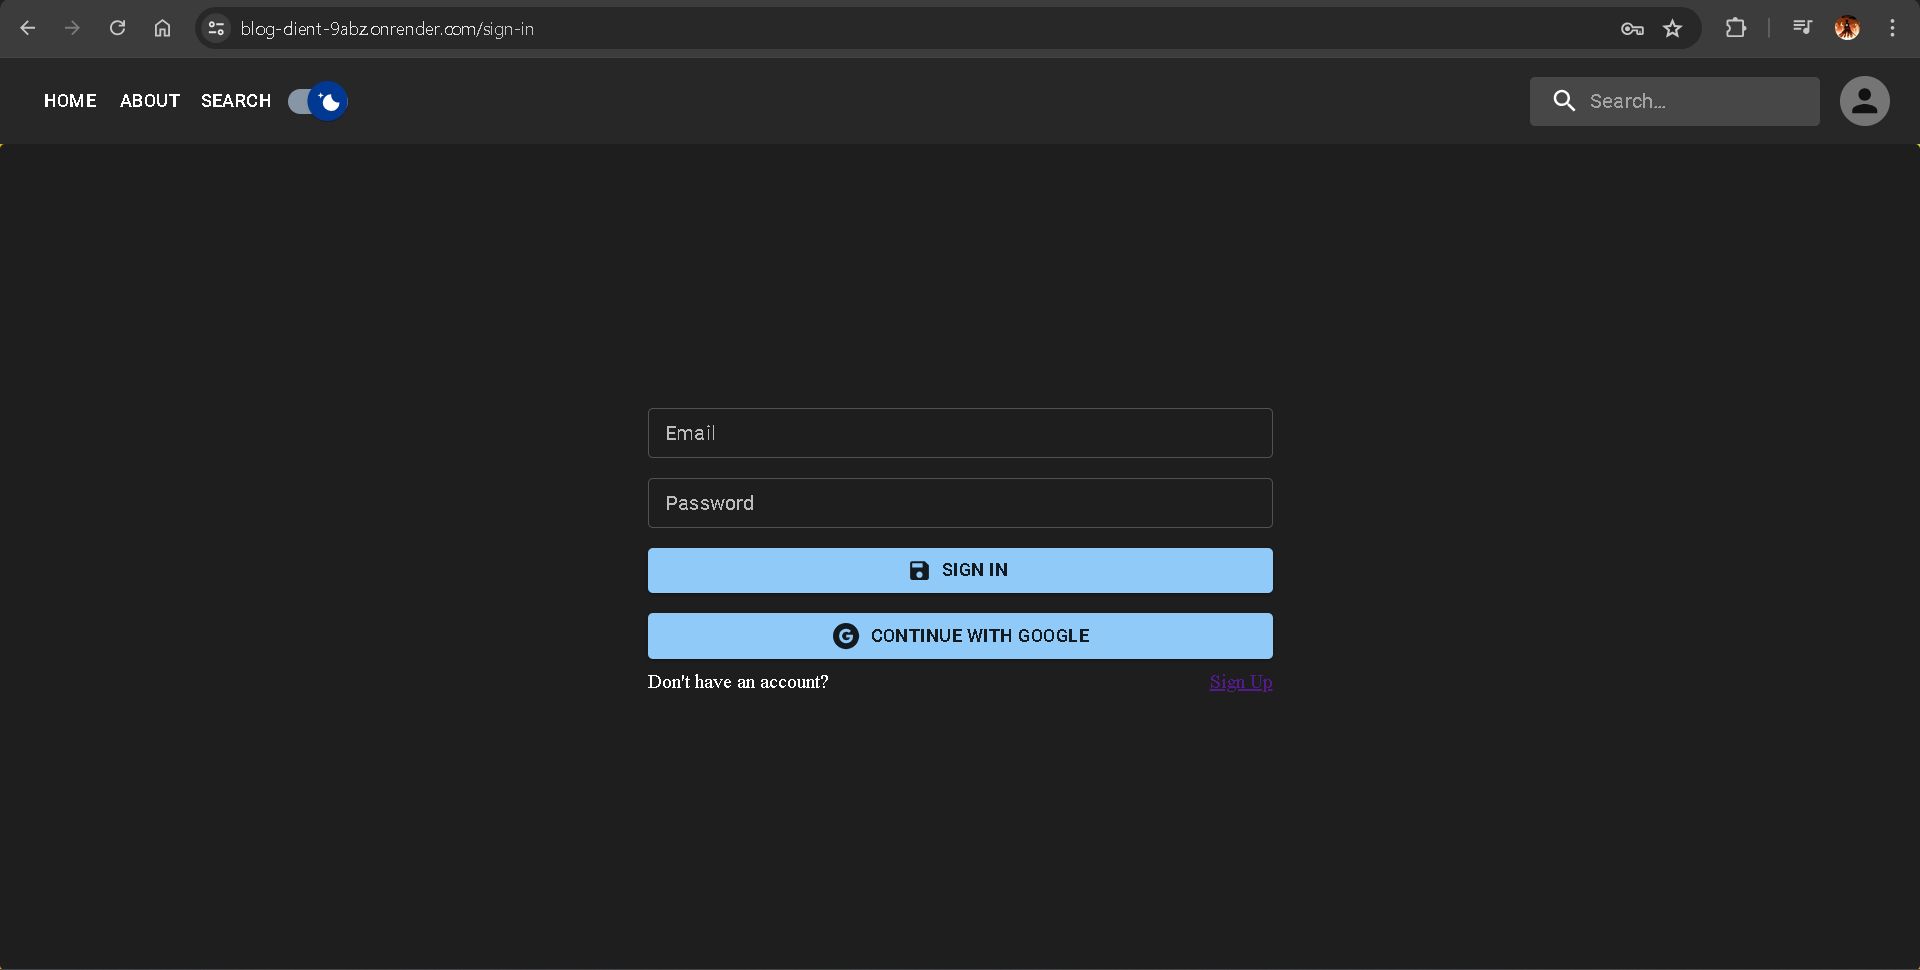 blog-client-9abz.onrender.com/sign-in
HOME ABOUT SEARCH Search...
Email
Password
SIGN IN
G CONTINUE WITH GOOGLE
Don't have an account? Sign Up